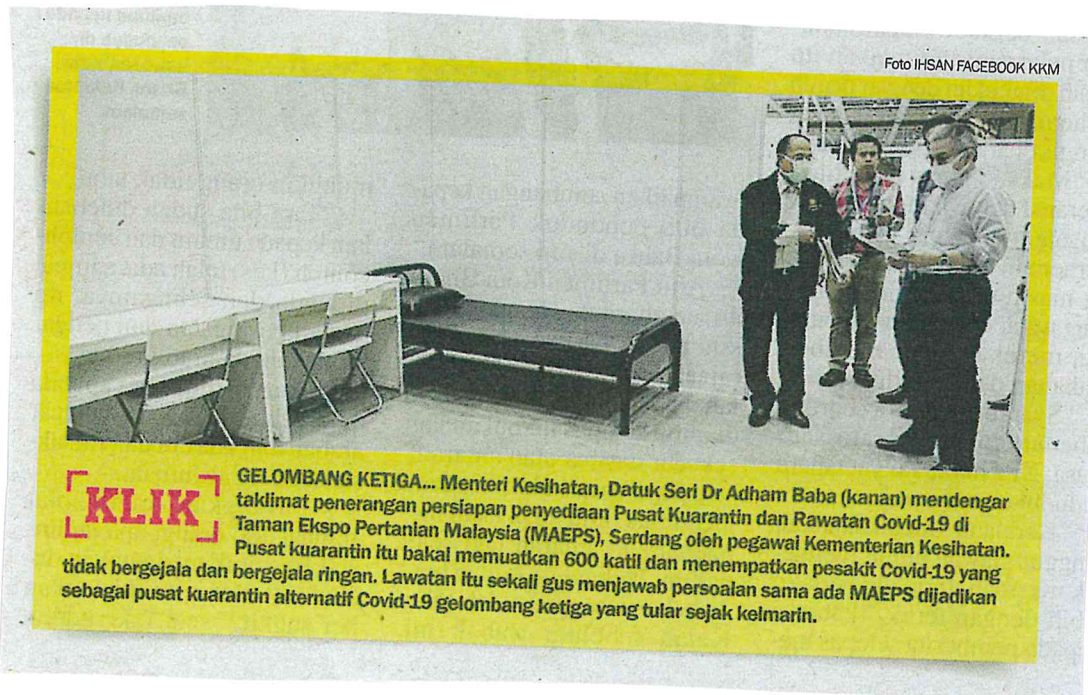 Foto IHSAN FACEBOOK KKM
KLIK
GELOMBANG KETIGA... Menteri Kesihatan, Datuk Seri Dr Adham Baba (kanan) mendengar
taklimat penerangan persiapan penyediaan Pusat Kuarantin dan Rawatan Covid-19 di
Taman Ekspo Pertanian Malaysia (MAEPS), Serdang oleh pegawai Kementerian Kesihatan.
Pusat kuarantin itu bakal memuatkan 600 katil dan menempatkan pesakit Covid-19 yang
tidak bergejala dan bergejala ringan. Lawatan itu sekali gus menjawab persoalan sama ada MAEPS dijadikan
sebagai pusat kuarantin alternatif Covid-19 gelombang ketiga yang tular sejak kelmarin.